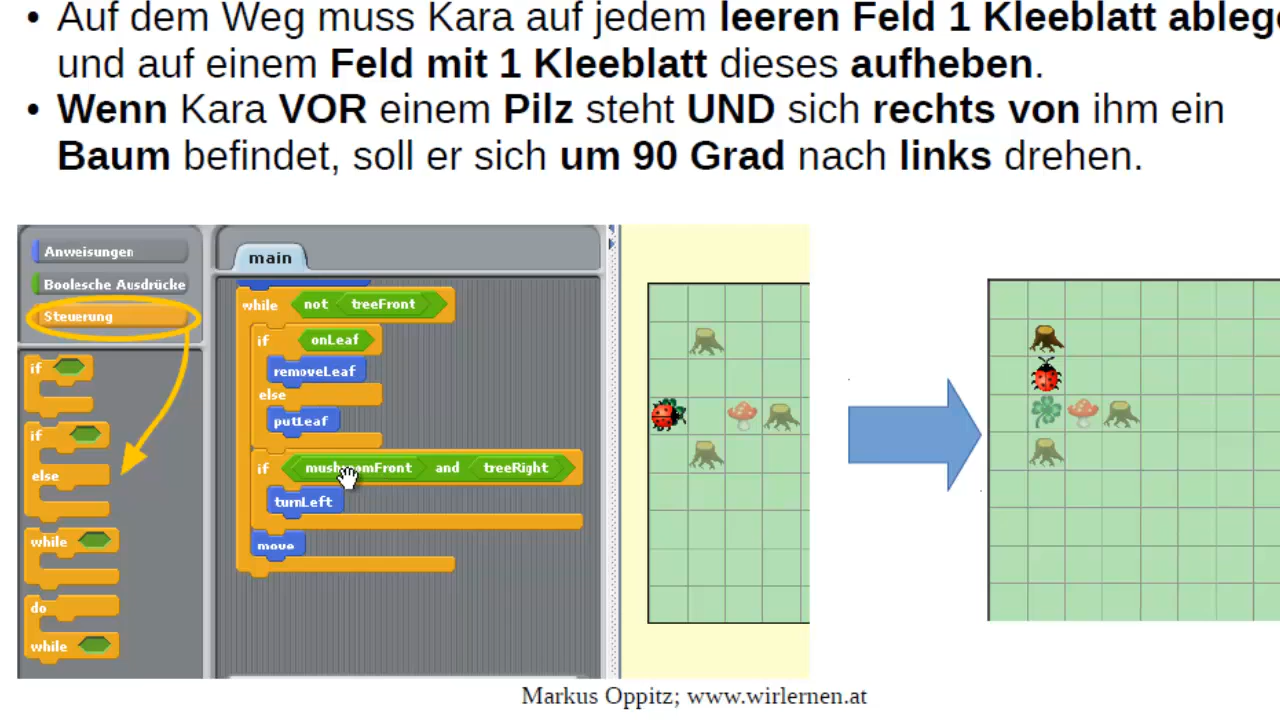 • Auf dem Weg muss Kara auf jedem leeren Feld 1 Kleeblatt ablege
und auf einem Feld mit 1 Kleeblatt dieses aufheben.
• Wenn Kara VOR einem Pilz steht UND sich rechts von ihm ein
Baum befindet, soll er sich um 90 Grad nach links drehen.
Anweisungen
Boolesche Ausdrücke
Steuerung
if
if
else
while
do
while
main
while not treeFront
if onLeaf
removeLeaf
else
putLeaf
if mushroomFront and treeRight
turnLeft
move
Markus Oppitz; www.wirlernen.at